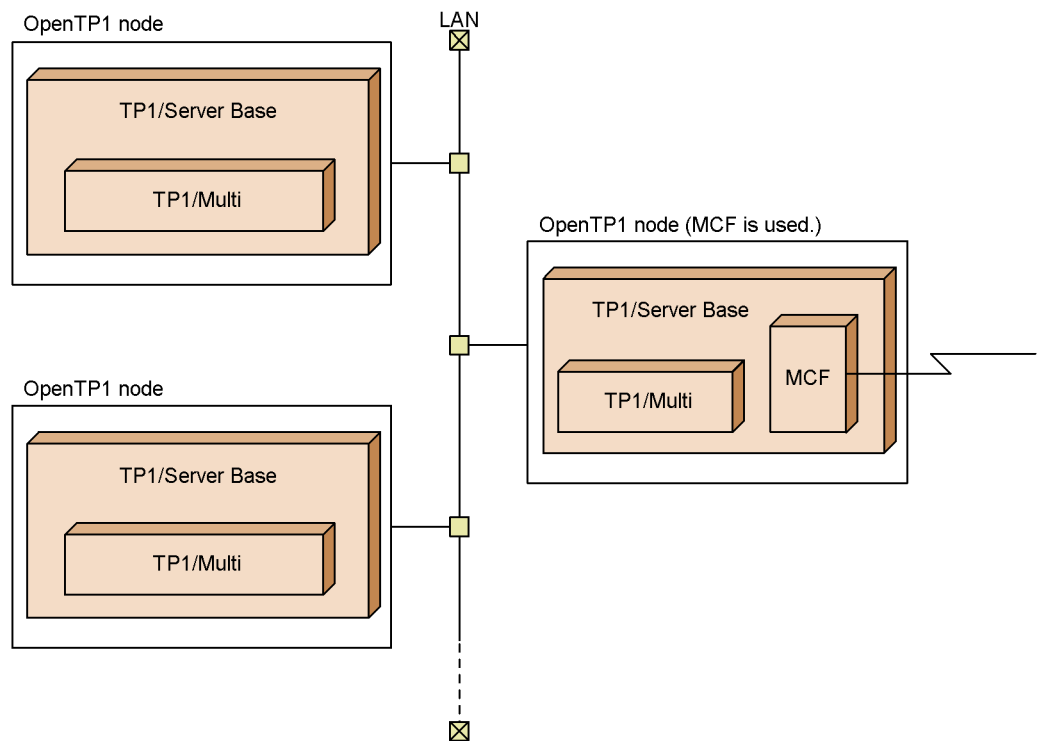 OpenTP1 node
LAN
TP1/Server Base
TP1/Multi
OpenTP1 node (MCF is used.)
TP1/Server Base
MCF
TP1/Multi
OpenTP1 node
TP1/Server Base
TP1/Multi